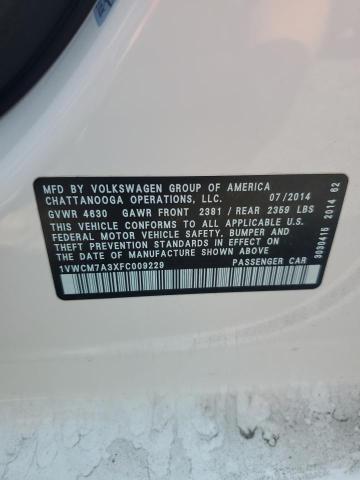 MFD BY VOLKSWAGEN GROUP OF AMERICA
CHATTANOOGA OPERATIONS, LLC. 07/2014
GVWR 4630 GAWR FRONT 2381 / REAR 2359 LBS
THIS VEHICLE CONFORMS TO ALL APPLICABLE U.S.
FEDERAL MOTOR VEHICLE SAFETY, BUMPER AND
THEFT PREVENTION STANDARDS IN EFFECT ON
THE DATE OF MANUFACTURE SHOWN ABOVE.
1VWCM7A3XFC009229 PASSENGER CAR
3030415 2014 62